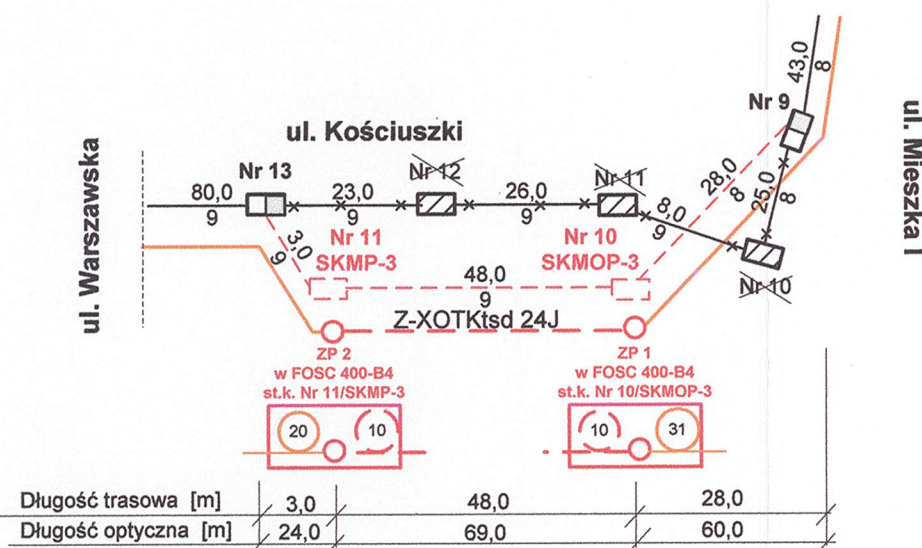 ul. Kościuszki
ul. Warszawska
ul. Mieszka I
43,0
8
Nr 9
Nr 13
Nr 12
Nr 11
80,0
9
23,0
9
26,0
9
8,0
9
28,0
8
25,0
8
Nr 10
3,0
9
Nr 11
SKMP-3
Nr 10
SKMOP-3
48,0
9
Z-XOTKtsd 24J
ZP 2
w FOSC 400-B4
st.k. Nr 11/SKMP-3
ZP 1
w FOSC 400-B4
st.k. Nr 10/SKMOP-3
20
10
10
31
Długość trasowa [m] 3,0 48,0 28,0
Długość optyczna [m] 24,0 69,0 60,0